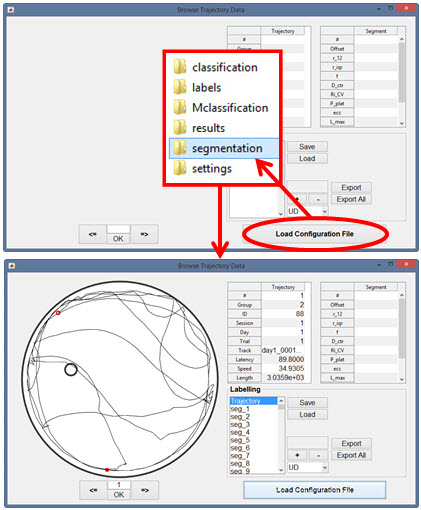 Browse Trajectory Data
Trajectory
Segment
#
#
Group
Offset
r_12
r_iqr
f
D_ctr
Ri_CV
P_plat
ecc
L_max
classification
labels
Mclassification
results
segmentation
settings
Save
Load
Export
+ - Export All
UD
<= =>
OK
Load Configuration File
Browse Trajectory Data
Trajectory
Segment
# 1
Group 2
ID 88
Session 1
Day 1
Trial 1
Track day1_0001...
Latency 89.8000
Speed 34.9305
Length 3.0359e+03
#
Offset
r_12
r_iqr
f
D_ctr
Ri_CV
P_plat
ecc
L_max
Labelling
Trajectory
seg_1
seg_2
seg_3
seg_4
seg_5
seg_6
seg_7
seg_8
seg_9
Save
Load
Export
+ - Export All
UD
<= 1 =>
OK
Load Configuration File